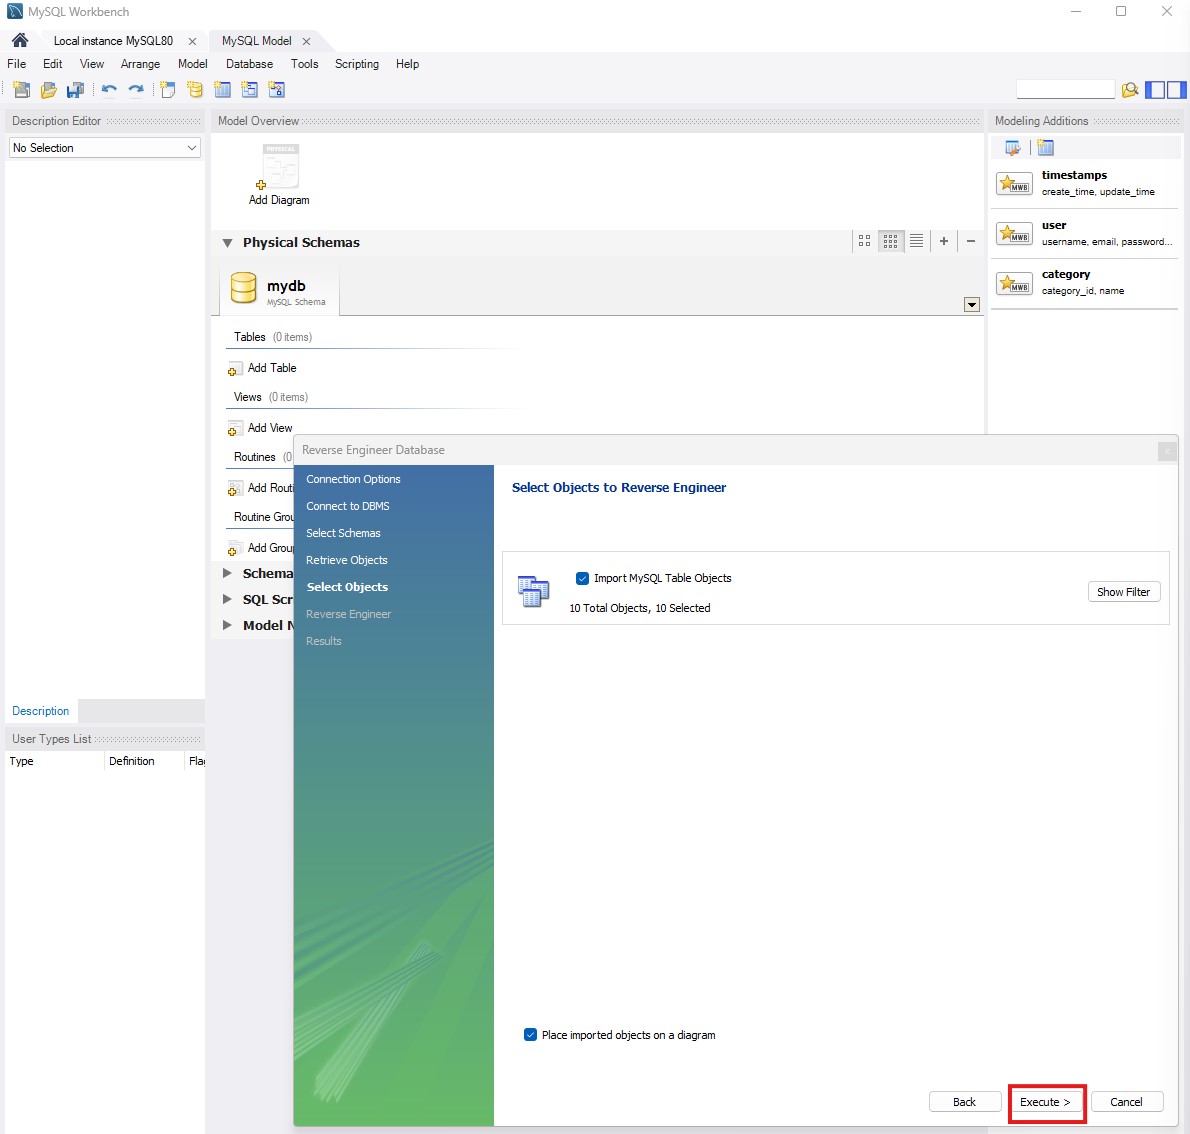 MySQL Workbench
Local instance MySQL80
MySQL Model
File Edit View Arrange Model Database Tools Scripting Help
Description Editor
No Selection
Model Overview
PHYSICAL
Add Diagram
Physical Schemas
mydb
MySQL Schema
Tables (0 items)
Add Table
Views (0 items)
Add View
Routines (0
Add Routi
Routine Grou
Add Group
Schema
SQL Scr
Model N
Modeling Additions
MWB
timestamps
create_time, update_time
MWB
user
username, email, password...
MWB
category
category_id, name
Description
User Types List
Type Definition Flag
Reverse Engineer Database
Connection Options
Connect to DBMS
Select Schemas
Retrieve Objects
Select Objects
Reverse Engineer
Results
Select Objects to Reverse Engineer
Import MySQL Table Objects
10 Total Objects, 10 Selected
Show Filter
Place imported objects on a diagram
Back
Execute >
Cancel